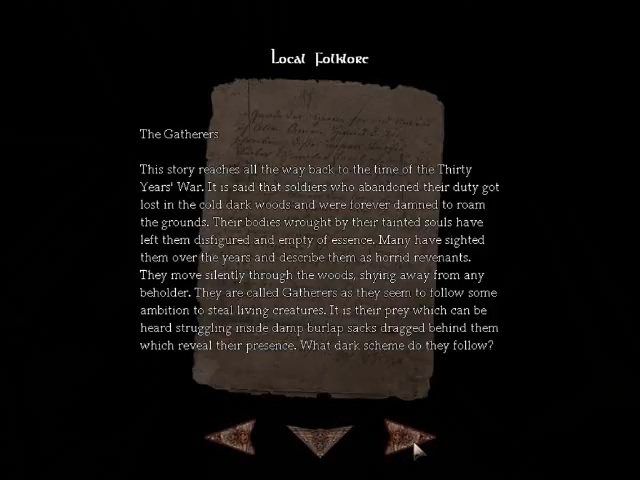 Local Folklore
The Gatherers
This story reaches all the way back to the time of the Thirty
Years' War. It is said that soldiers who abandoned their duty got
lost in the cold dark woods and were forever damned to roam
the grounds. Their bodies wrought by their tainted souls have
left them disfigured and empty of essence. Many have sighted
them over the years and describe them as horrid revenants.
They move silently through the woods, shying away from any
beholder. They are called Gatherers as they seem to follow some
ambition to steal living creatures. It is their prey which can be
heard struggling inside damp burlap sacks dragged behind them
which reveal their presence. What dark scheme do they follow?